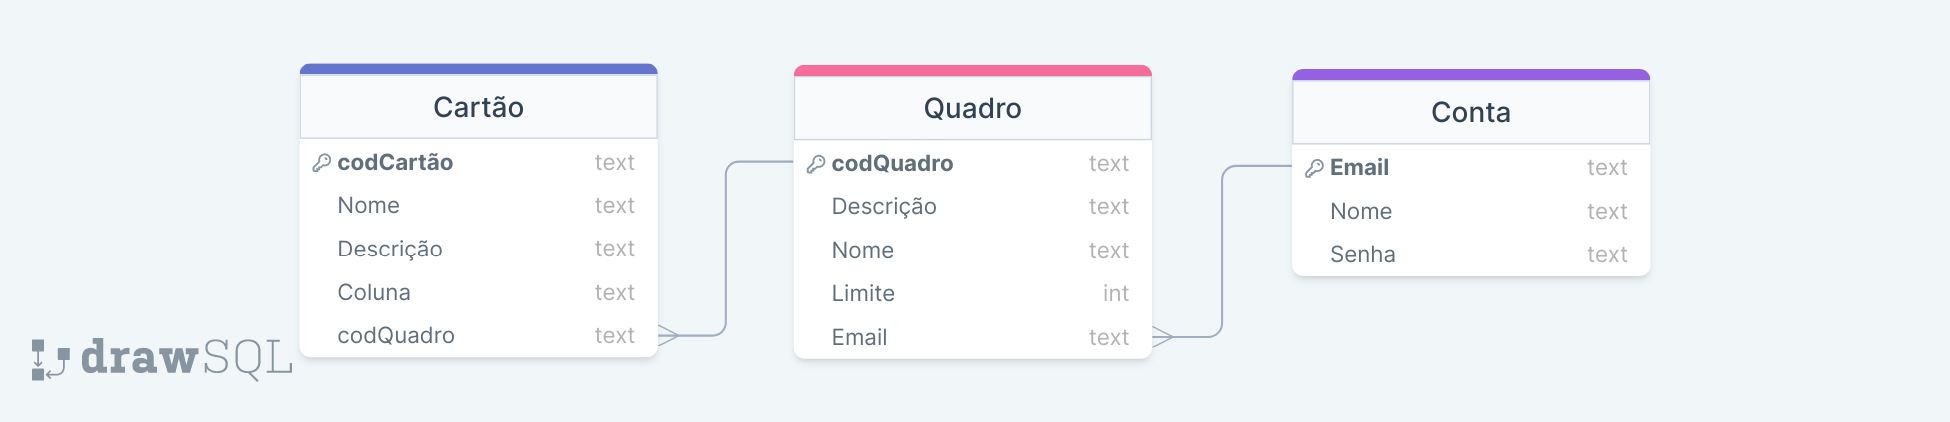 Cartão
codCartão text
Nome text
Descrição text
Coluna text
codQuadro text
Quadro
codQuadro text
Descrição text
Nome text
Limite int
Email text
Conta
Email text
Nome text
Senha text
drawSQL